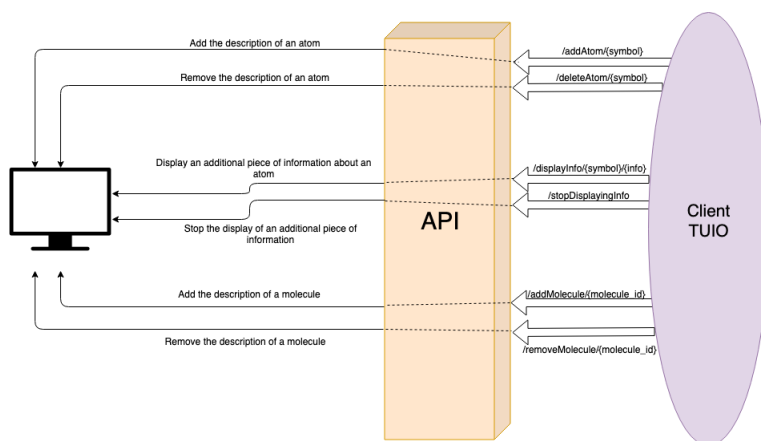 Add the description of an atom
/addAtom/{symbol}
Remove the description of an atom
/deleteAtom/{symbol}
Display an additional piece of information about an
atom
/displayInfo/{symbol}/{info}
/stopDisplayingInfo
Stop the display of an additional piece of
information
API
Client
TUIO
Add the description of a molecule
/addMolecule/{molecule_id}
Remove the description of a molecule
/removeMolecule/{molecule_id}